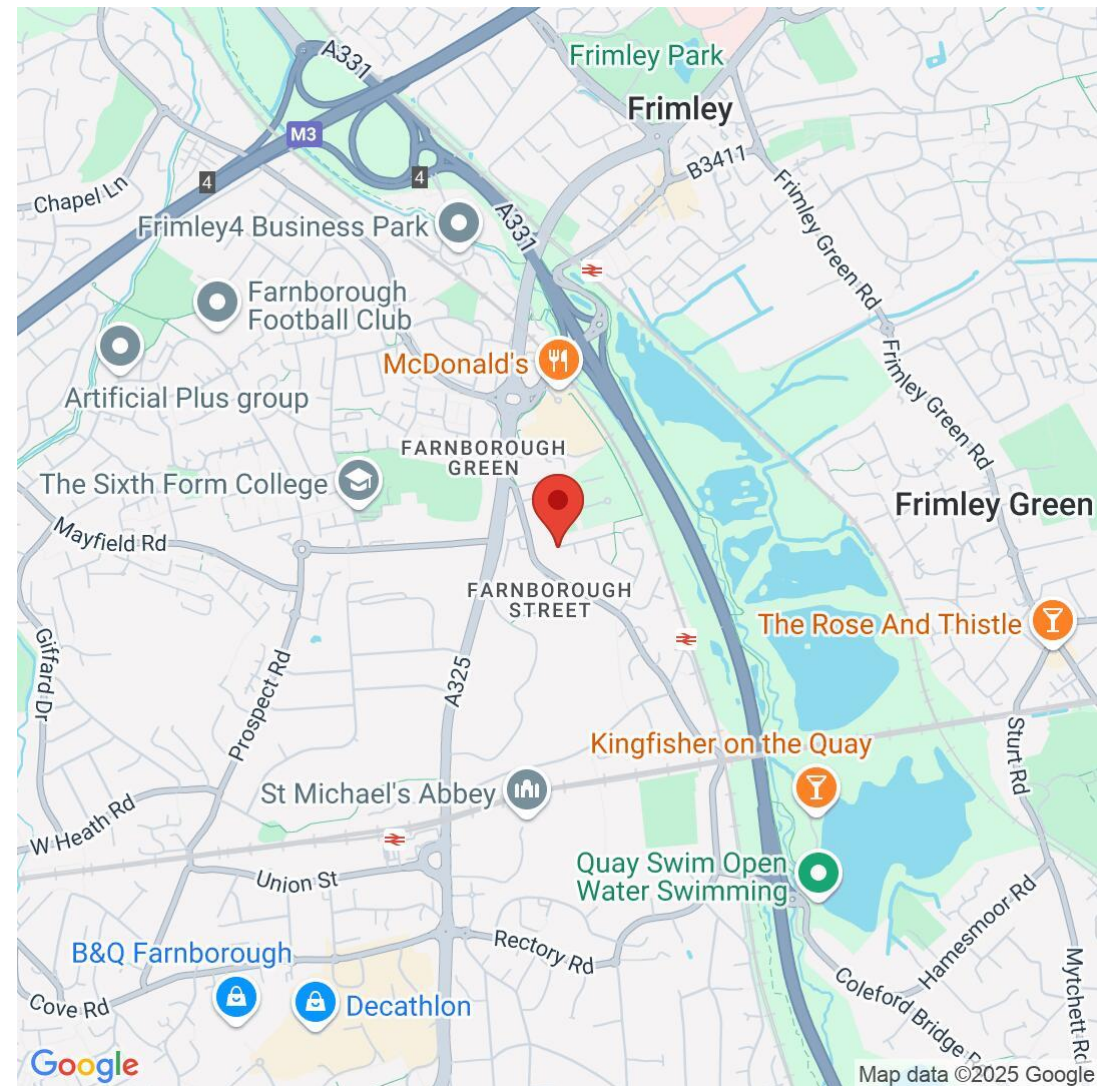 A331
Frimley Park
Frimley
M3
B3411
4
4
Chapel Ln
Frimley4 Business Park
A331
Frimley Green Rd
Farnborough
Football Club
McDonald's
Frimley Green Rd
Artificial Plus group
FARNBOROUGH
GREEN
The Sixth Form College
Frimley Green
Mayfield Rd
FARNBOROUGH
STREET
The Rose And Thistle
Giffard Dr
Prospect Rd
A325
Kingfisher on the Quay
Sturt Rd
St Michael's Abbey
W Heath Rd
Quay Swim Open
Water Swimming
Union St
Hamesmoor Rd
Rectory Rd
B&Q Farnborough
Mytchett Rd
Cove Rd
Decathlon
Coleford Bridge
Google
Map data ©2025 Google